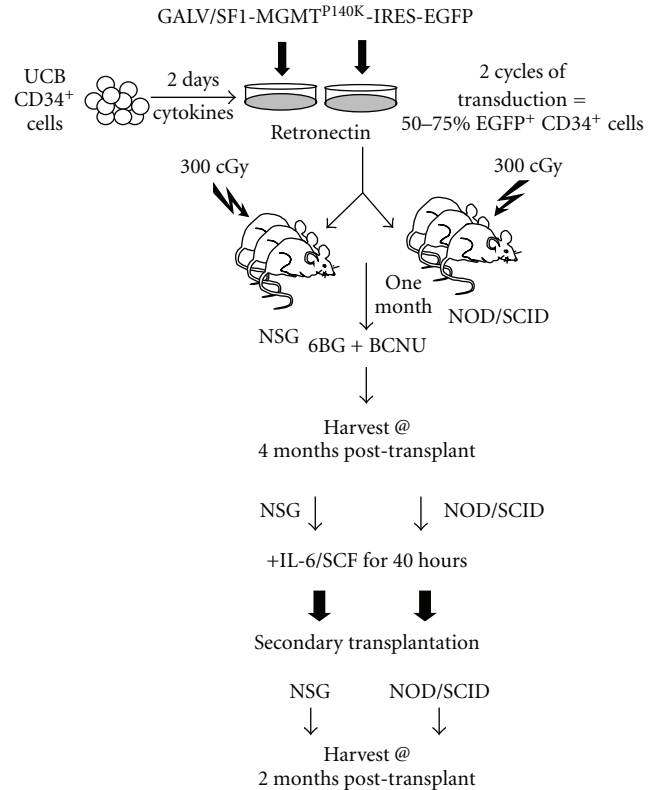 GALV/SF1-MGMTᴾ¹⁴⁰ᴷ-IRES-EGFP
UCB
CD34⁺
cells
2 days
cytokines
Retronectin
2 cycles of
transduction =
50–75% EGFP⁺ CD34⁺ cells
300 cGy
300 cGy
One
month
NSG
NOD/SCID
6BG + BCNU
Harvest @
4 months post-transplant
NSG
NOD/SCID
+IL-6/SCF for 40 hours
Secondary transplantation
NSG
NOD/SCID
Harvest @
2 months post-transplant